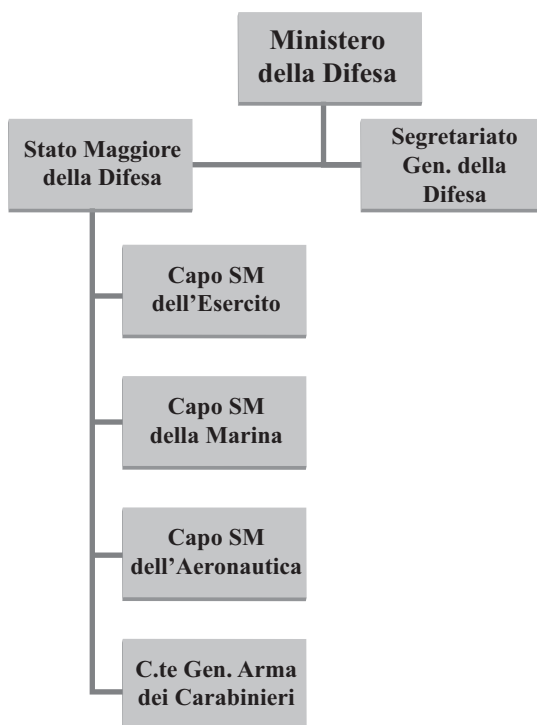 Ministero
della Difesa
Stato Maggiore
della Difesa
Segretariato
Gen. della
Difesa
Capo SM
dell’Esercito
Capo SM
della Marina
Capo SM
dell’Aeronautica
C.te Gen. Arma
dei Carabinieri